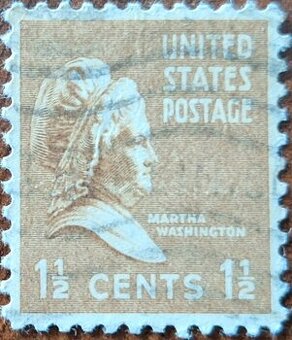 UNITED
STATES
POSTAGE
MARTHA
WASHINGTON
1½ CENTS 1½